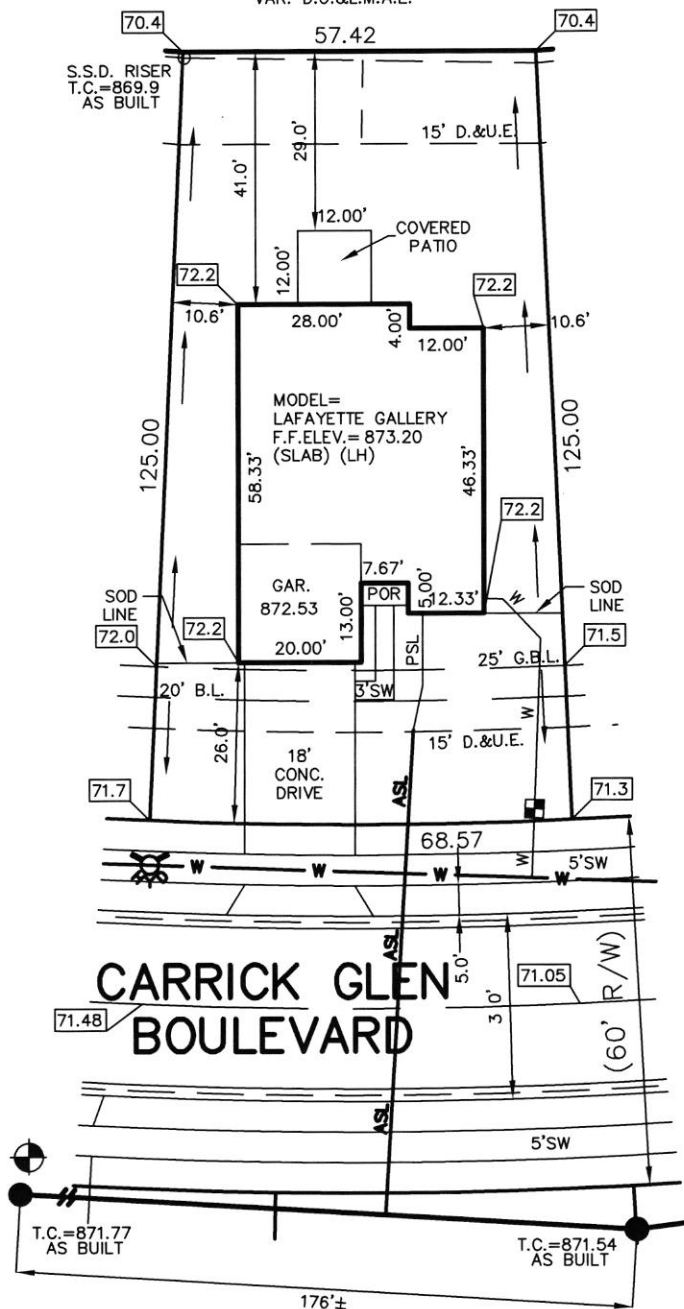 70.4
57.42
70.4
S.S.D. RISER
T.C.=869.9
AS BUILT
15' D.&U.E.
41.0'
29.0'
12.00'
COVERED
PATIO
12.00'
72.2
72.2
10.6'
28.00'
4.00'
12.00'
10.6'
MODEL=
LAFAYETTE GALLERY
F.F.ELEV.= 873.20
(SLAB) (LH)
125.00
125.00
58.33'
46.33'
72.2
7.67'
W
GAR.
872.53
POR
5.00'
12.33'
SOD
LINE
SOD
LINE
13.00'
72.0
72.2
20.00'
PSL
25' G.B.L.
71.5
20' B.L.
3'SW
W
26.0'
15' D.&U.E.
W
18'
CONC.
DRIVE
71.7
ASL
71.3
68.57
W
5'SW
W
W
W
W
ASL
5.0'
CARRICK GLEN
BOULEVARD
71.05
71.48
(60' R/W)
ASL
5'SW
T.C.=871.77
AS BUILT
T.C.=871.54
AS BUILT
176'±